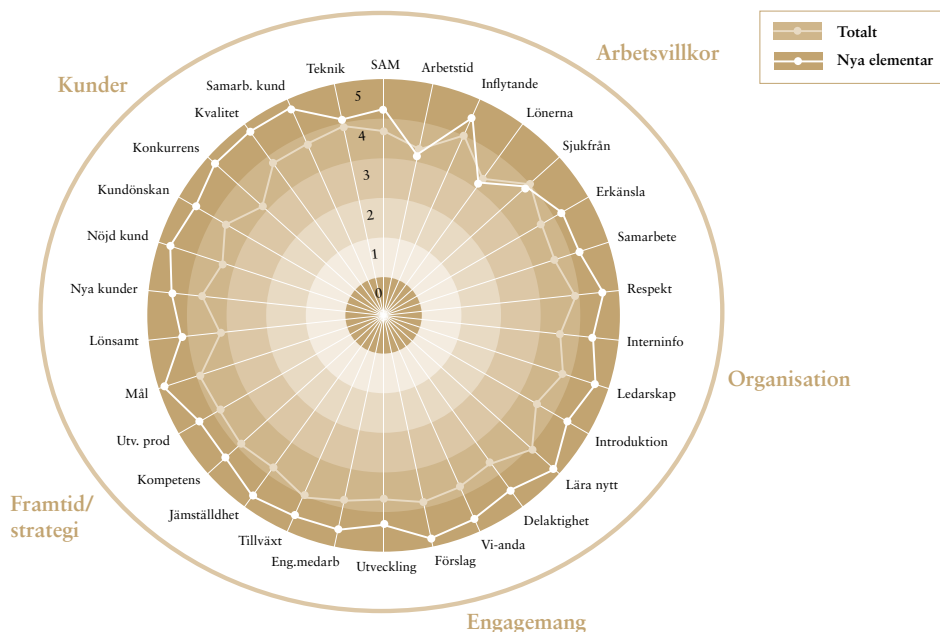 Totalt
Nya elementar
Arbetsvillkor
Kunder
Organisation
Framtid/
strategi
Engagemang
SAM
Arbetstid
Inflytande
Lönerna
Sjukfrån
Erkänsla
Samarbete
Respekt
Interninfo
Ledarskap
Introduktion
Lära nytt
Delaktighet
Vi-anda
Förslag
Utveckling
Eng.medarb
Tillväxt
Jämställdhet
Kompetens
Utv. prod
Mål
Lönsamt
Nya kunder
Nöjd kund
Kundönskan
Konkurrens
Kvalitet
Samarb. kund
Teknik
5
4
3
2
1
0